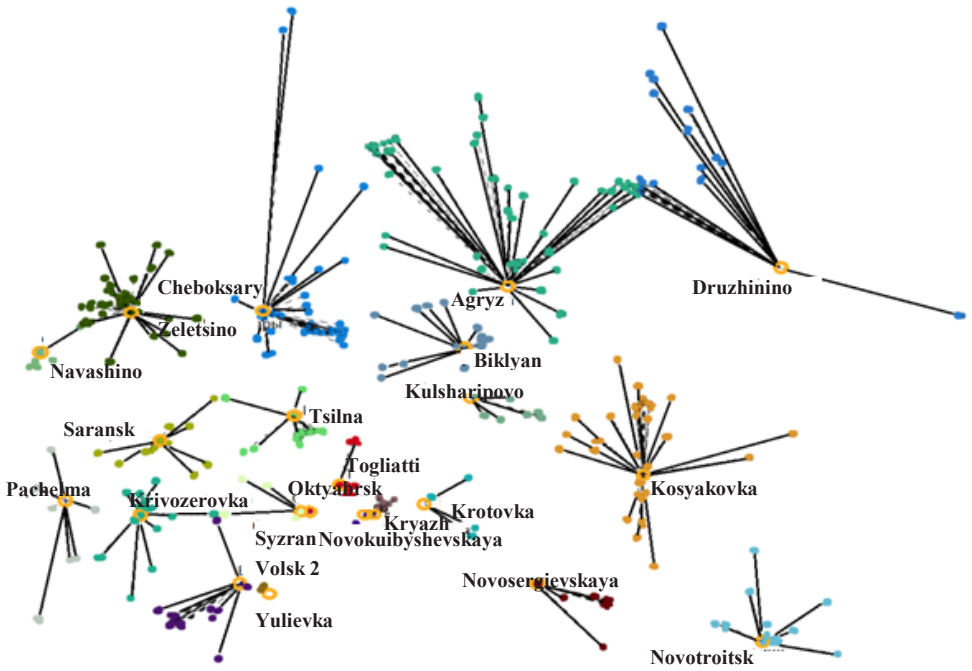 Cheboksary
Zeletsino
Navashino
Agryz
Druzhinino
Biklyan
Kulsharipovo
Tsilna
Saransk
Togliatti
Pachelma
Krivozerovka
Oktyabrsk
Kosyakovka
Krotovka
Kryazh
Syzran
Novokuibyshevskaya
Volsk 2
Yulievka
Novosergievskaya
Novotroitsk